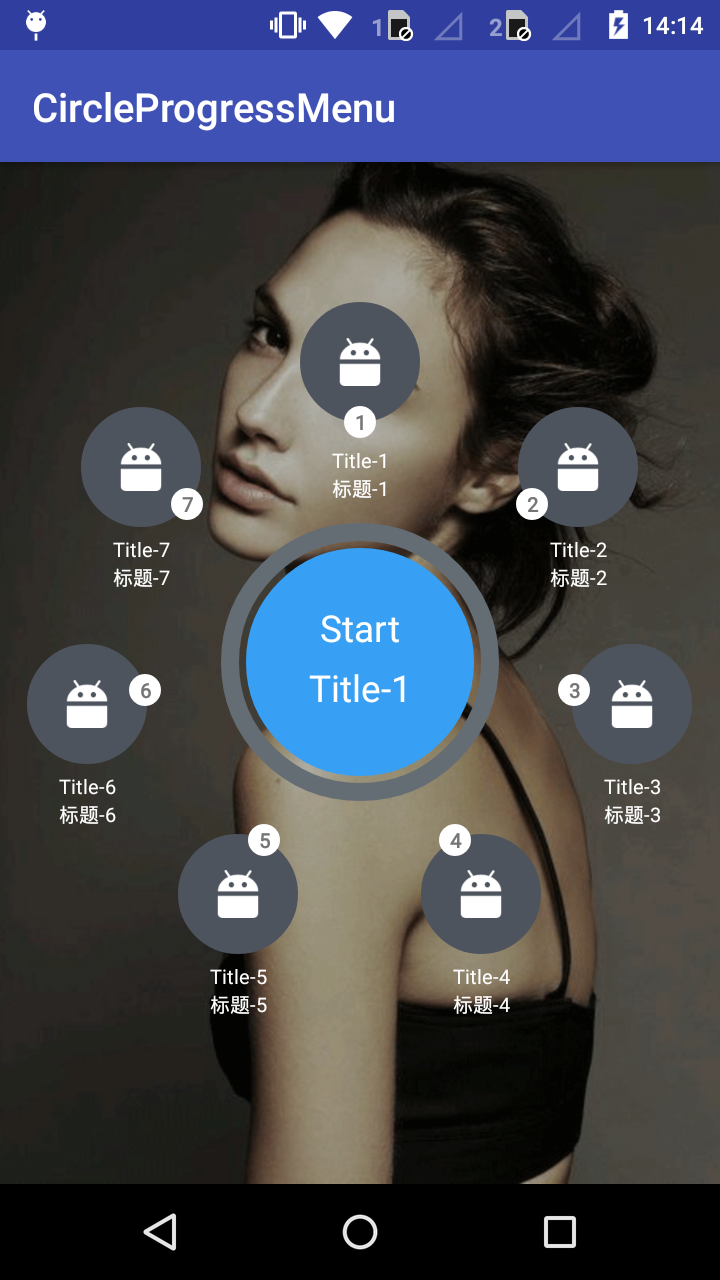 1 2 14:14
CircleProgressMenu
1
Title-1
标题-1
7
Title-7
标题-7
2
Title-2
标题-2
Start
Title-1
6
Title-6
标题-6
3
Title-3
标题-3
5
Title-5
标题-5
4
Title-4
标题-4